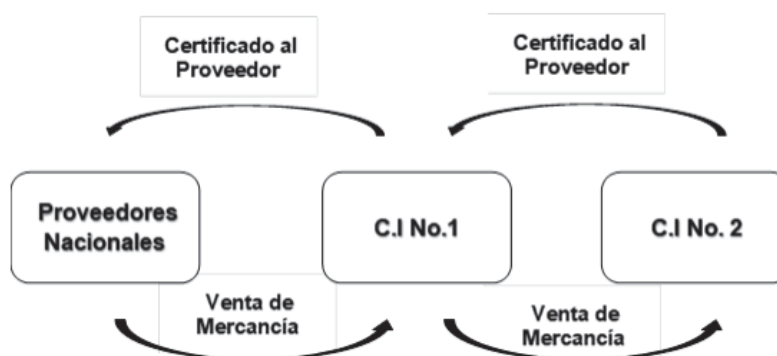 Certificado al
Proveedor
Certificado al
Proveedor
Proveedores
Nacionales
C.I No.1
C.I No. 2
Venta de
Mercancía
Venta de
Mercancía